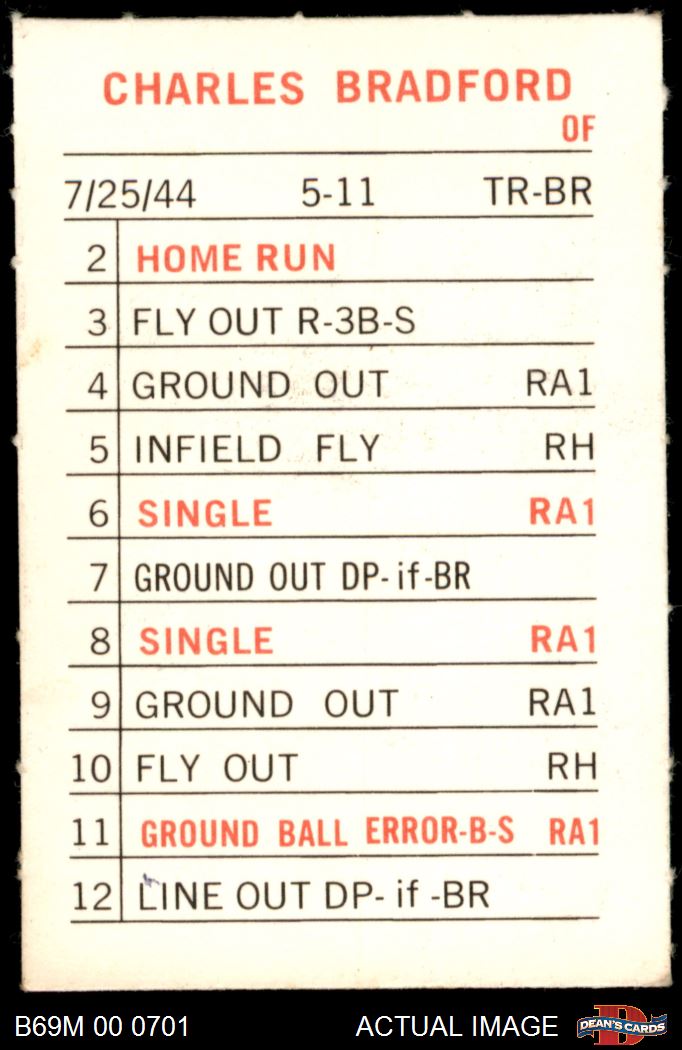 CHARLES BRADFORD
OF
7/25/44 5-11 TR-BR
2 HOME RUN
3 FLY OUT R-3B-S
4 GROUND OUT RA1
5 INFIELD FLY RH
6 SINGLE RA1
7 GROUND OUT DP-if-BR
8 SINGLE RA1
9 GROUND OUT RA1
10 FLY OUT RH
11 GROUND BALL ERROR-B-S RA1
12 LINE OUT DP-if-BR
B69M 00 0701 ACTUAL IMAGE D DEAN'S CARDS